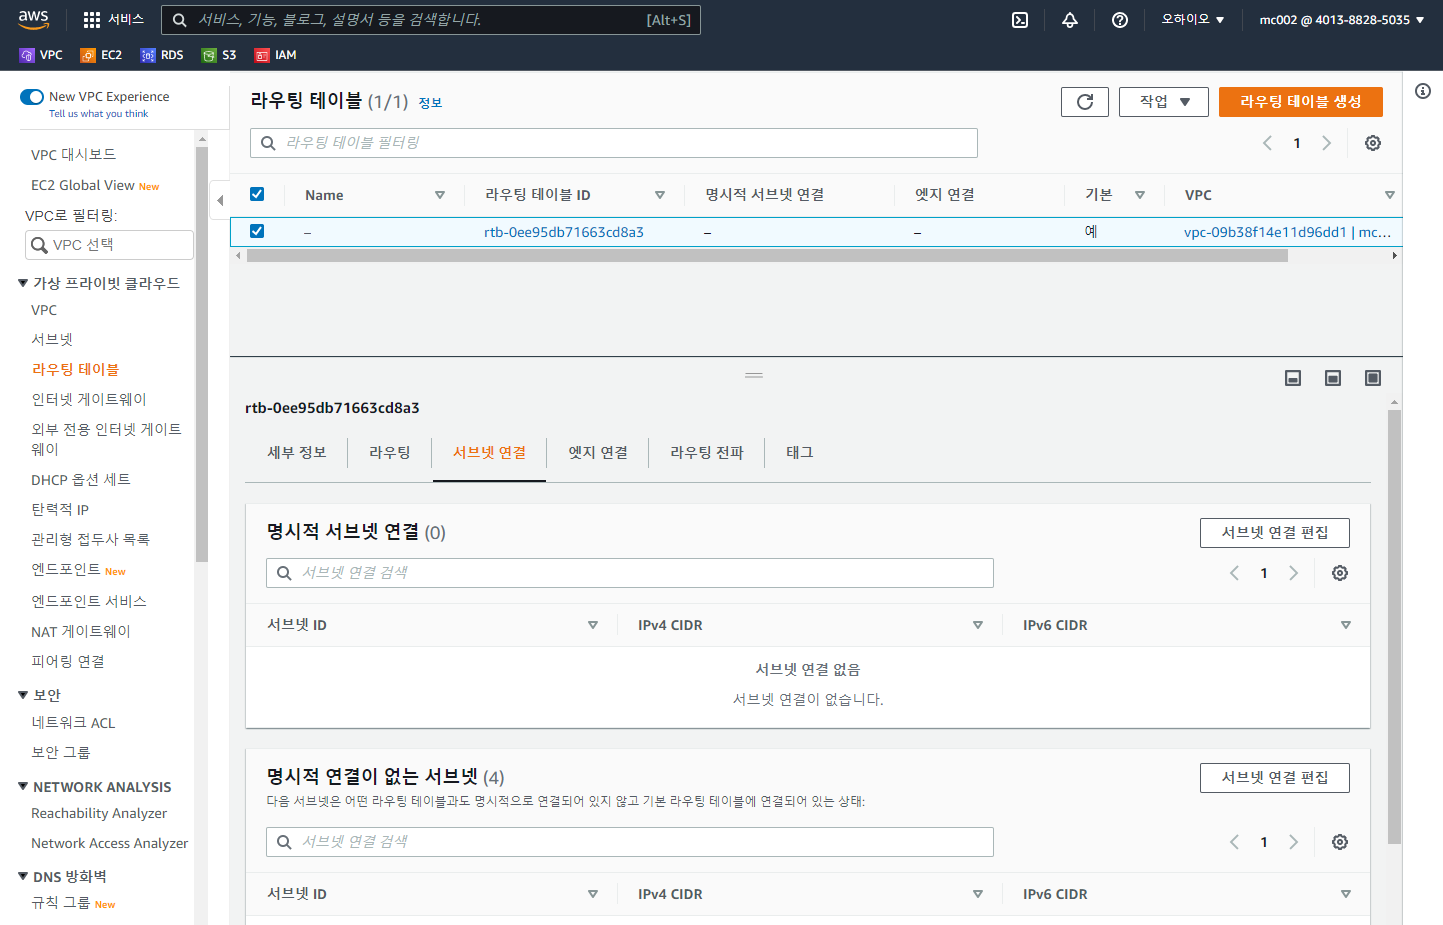 aws
서비스
서비스, 기능, 블로그, 설명서 등을 검색합니다.
[Alt+S]
오하이오 ▼
mc002 @ 4013-8828-5035 ▼
VPC
EC2
RDS
S3
IAM
New VPC Experience
Tell us what you think
VPC 대시보드
EC2 Global View New
VPC로 필터링:
VPC 선택
가상 프라이빗 클라우드
VPC
서브넷
라우팅 테이블
인터넷 게이트웨이
외부 전용 인터넷 게이트
웨이
DHCP 옵션 세트
탄력적 IP
관리형 접두사 목록
엔드포인트 New
엔드포인트 서비스
NAT 게이트웨이
피어링 연결
보안
네트워크 ACL
보안 그룹
NETWORK ANALYSIS
Reachability Analyzer
Network Access Analyzer
DNS 방화벽
규칙 그룹 New
라우팅 테이블 (1/1) 정보
작업 ▼
라우팅 테이블 생성
라우팅 테이블 필터링
1
Name
라우팅 테이블 ID
명시적 서브넷 연결
엣지 연결
기본
VPC
–
rtb-0ee95db71663cd8a3
–
–
예
vpc-09b38f14e11d96dd1 | mc...
rtb-0ee95db71663cd8a3
세부 정보
라우팅
서브넷 연결
엣지 연결
라우팅 전파
태그
명시적 서브넷 연결 (0)
서브넷 연결 편집
서브넷 연결 검색
1
서브넷 ID
IPv4 CIDR
IPv6 CIDR
서브넷 연결 없음
서브넷 연결이 없습니다.
명시적 연결이 없는 서브넷 (4)
서브넷 연결 편집
다음 서브넷은 어떤 라우팅 테이블과도 명시적으로 연결되어 있지 않고 기본 라우팅 테이블에 연결되어 있는 상태:
서브넷 연결 검색
1
서브넷 ID
IPv4 CIDR
IPv6 CIDR